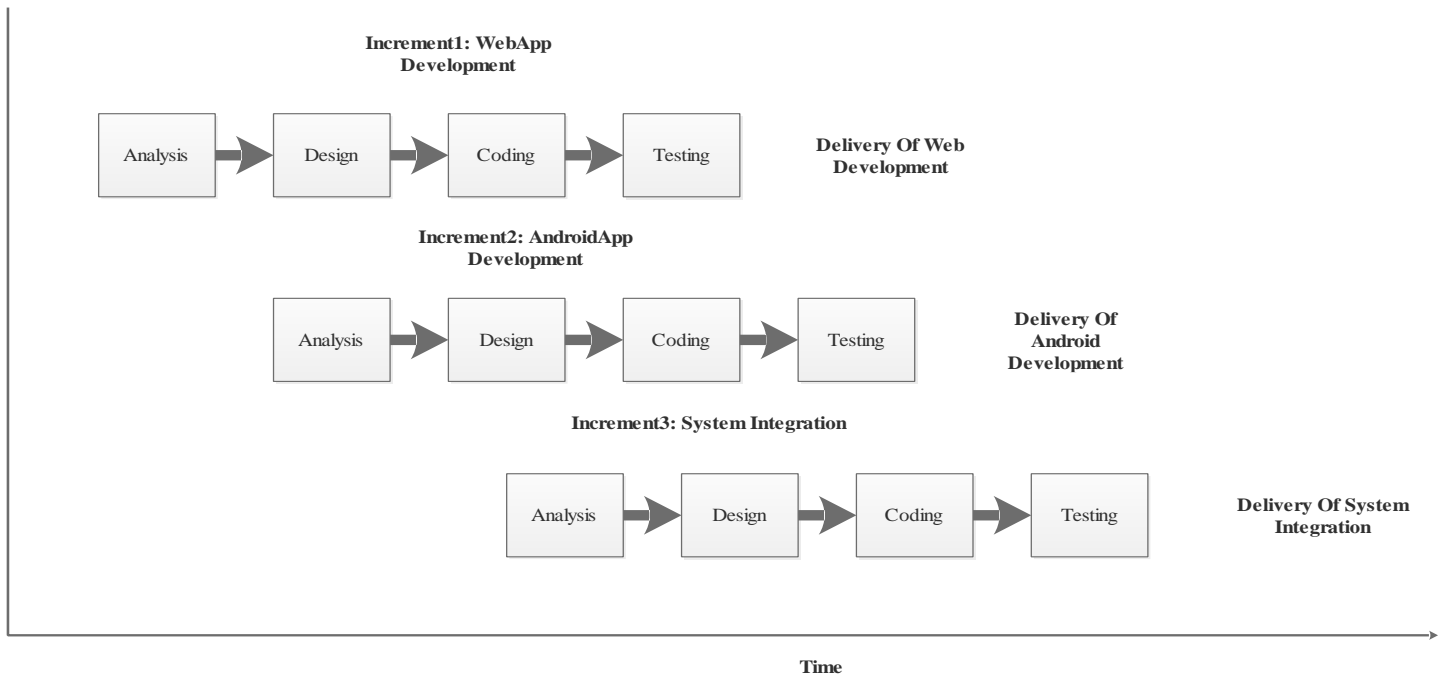 Increment1: WebApp
Development
Analysis
Design
Coding
Testing
Delivery Of Web
Development
Increment2: AndroidApp
Development
Analysis
Design
Coding
Testing
Delivery Of
Android
Development
Increment3: System Integration
Analysis
Design
Coding
Testing
Delivery Of System
Integration
Time